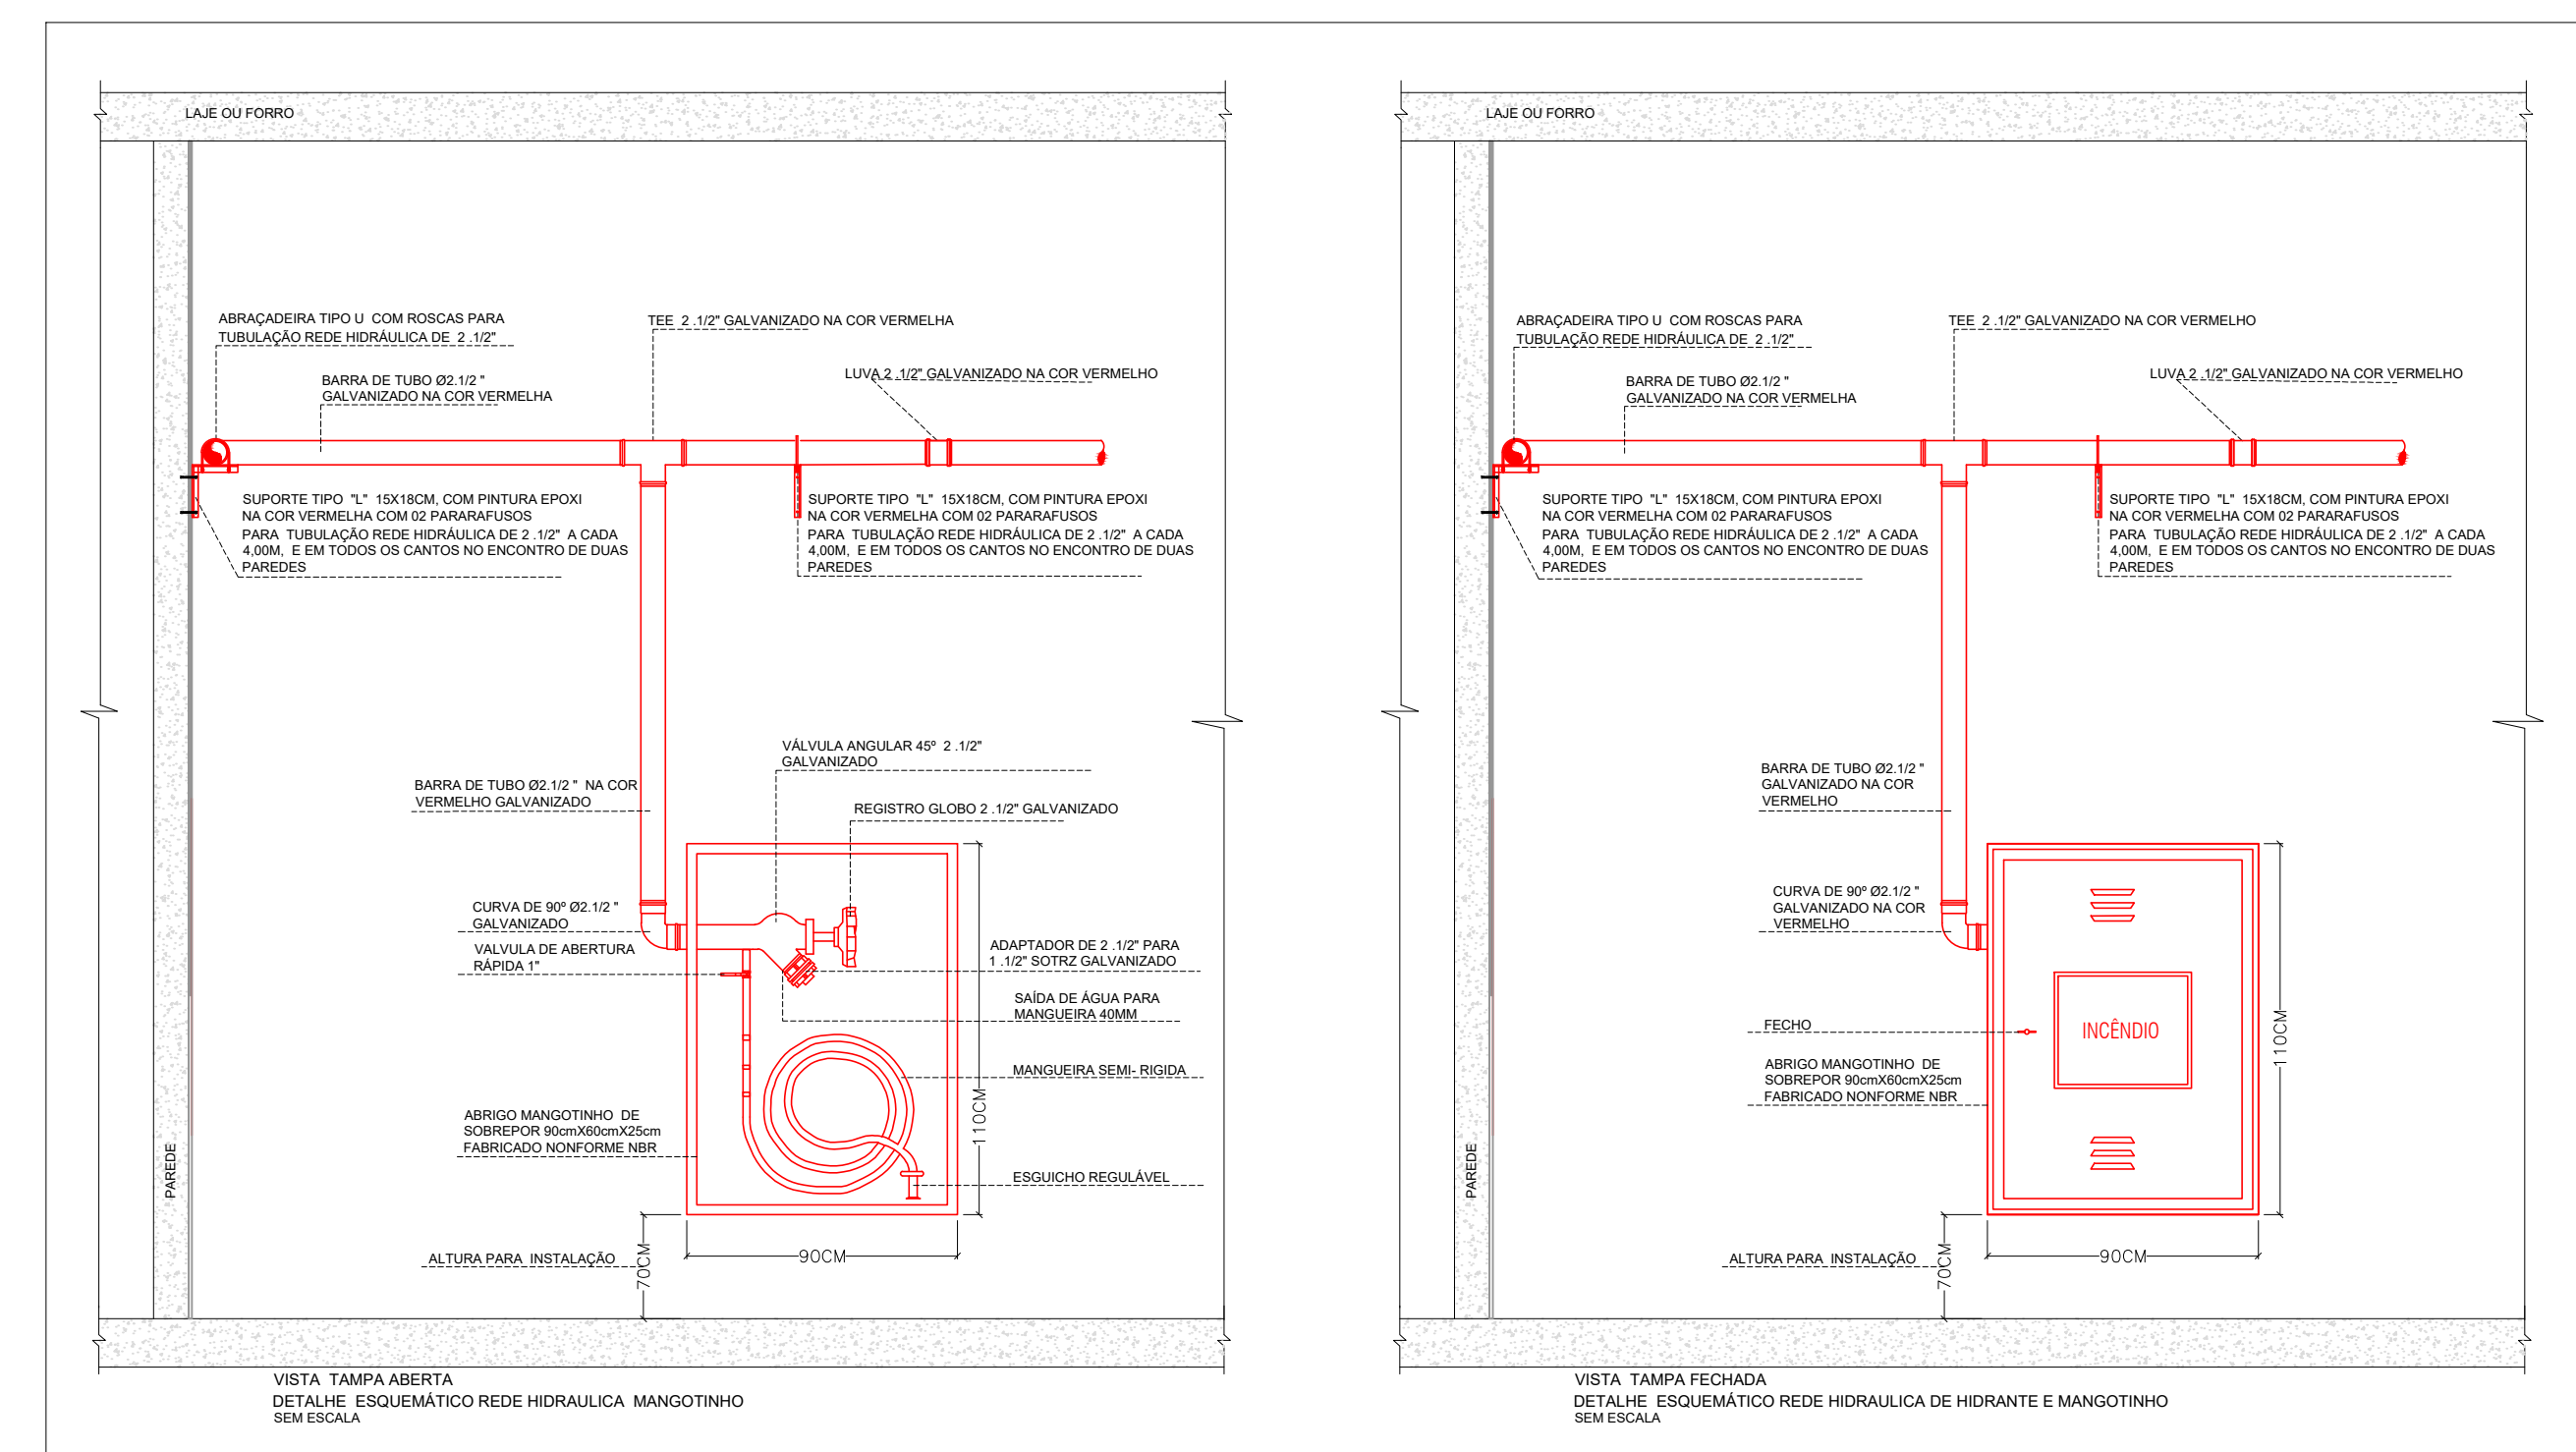 LAJE OU FORRO
ABRAÇADEIRA TIPO U  COM ROSCAS PARA
TUBULAÇÃO REDE HIDRÁULICA DE  2 .1/2"
TEE  2 .1/2" GALVANIZADO NA COR VERMELHA
BARRA DE TUBO Ø2.1/2 "
GALVANIZADO NA COR VERMELHA
LUVA 2 .1/2" GALVANIZADO NA COR VERMELHO
SUPORTE TIPO  "L"  15X18CM, COM PINTURA EPOXI
NA COR VERMELHA COM 02 PARARAFUSOS
PARA  TUBULAÇÃO REDE HIDRÁULICA DE 2 .1/2"  A CADA
4,00M,  E EM TODOS OS CANTOS NO ENCONTRO DE DUAS
PAREDES
SUPORTE TIPO  "L"  15X18CM, COM PINTURA EPOXI
NA COR VERMELHA COM 02 PARARAFUSOS
PARA  TUBULAÇÃO REDE HIDRÁULICA DE 2 .1/2"  A CADA
4,00M,  E EM TODOS OS CANTOS NO ENCONTRO DE DUAS
PAREDES
VÁLVULA ANGULAR 45º  2 .1/2"
GALVANIZADO
BARRA DE TUBO Ø2.1/2 "  NA COR
VERMELHO GALVANIZADO
REGISTRO GLOBO 2 .1/2" GALVANIZADO
CURVA DE 90º Ø2.1/2 "
GALVANIZADO
VALVULA DE ABERTURA
RÁPIDA 1"
ADAPTADOR DE 2 .1/2" PARA
1 .1/2" SOTRZ GALVANIZADO
SAÍDA DE ÁGUA PARA
MANGUEIRA 40MM
MANGUEIRA SEMI- RIGIDA
ABRIGO MANGOTINHO  DE
SOBREPOR 90cmX60cmX25cm
FABRICADO NONFORME NBR
ESGUICHO REGULÁVEL
110CM
PAREDE
ALTURA PARA  INSTALAÇÃO
70CM
90CM
VISTA  TAMPA ABERTA
DETALHE  ESQUEMÁTICO REDE HIDRAULICA  MANGOTINHO
SEM ESCALA
LAJE OU FORRO
ABRAÇADEIRA TIPO U  COM ROSCAS PARA
TUBULAÇÃO REDE HIDRÁULICA DE  2 .1/2"
TEE  2 .1/2" GALVANIZADO NA COR VERMELHO
BARRA DE TUBO Ø2.1/2 "
GALVANIZADO NA COR VERMELHA
LUVA 2 .1/2" GALVANIZADO NA COR VERMELHO
SUPORTE TIPO  "L"  15X18CM, COM PINTURA EPOXI
NA COR VERMELHA COM 02 PARARAFUSOS
PARA  TUBULAÇÃO REDE HIDRÁULICA DE 2 .1/2"  A CADA
4,00M,  E EM TODOS OS CANTOS NO ENCONTRO DE DUAS
PAREDES
SUPORTE TIPO  "L"  15X18CM, COM PINTURA EPOXI
NA COR VERMELHA COM 02 PARARAFUSOS
PARA  TUBULAÇÃO REDE HIDRÁULICA DE 2 .1/2"  A CADA
4,00M,  E EM TODOS OS CANTOS NO ENCONTRO DE DUAS
PAREDES
BARRA DE TUBO Ø2.1/2 "
GALVANIZADO NA COR
VERMELHO
CURVA DE 90º Ø2.1/2 "
GALVANIZADO NA COR
VERMELHO
FECHO
INCÊNDIO
ABRIGO MANGOTINHO  DE
SOBREPOR 90cmX60cmX25cm
FABRICADO NONFORME NBR
110CM
PAREDE
ALTURA PARA  INSTALAÇÃO
70CM
90CM
VISTA  TAMPA FECHADA
DETALHE  ESQUEMÁTICO REDE HIDRAULICA DE HIDRANTE E MANGOTINHO
SEM ESCALA